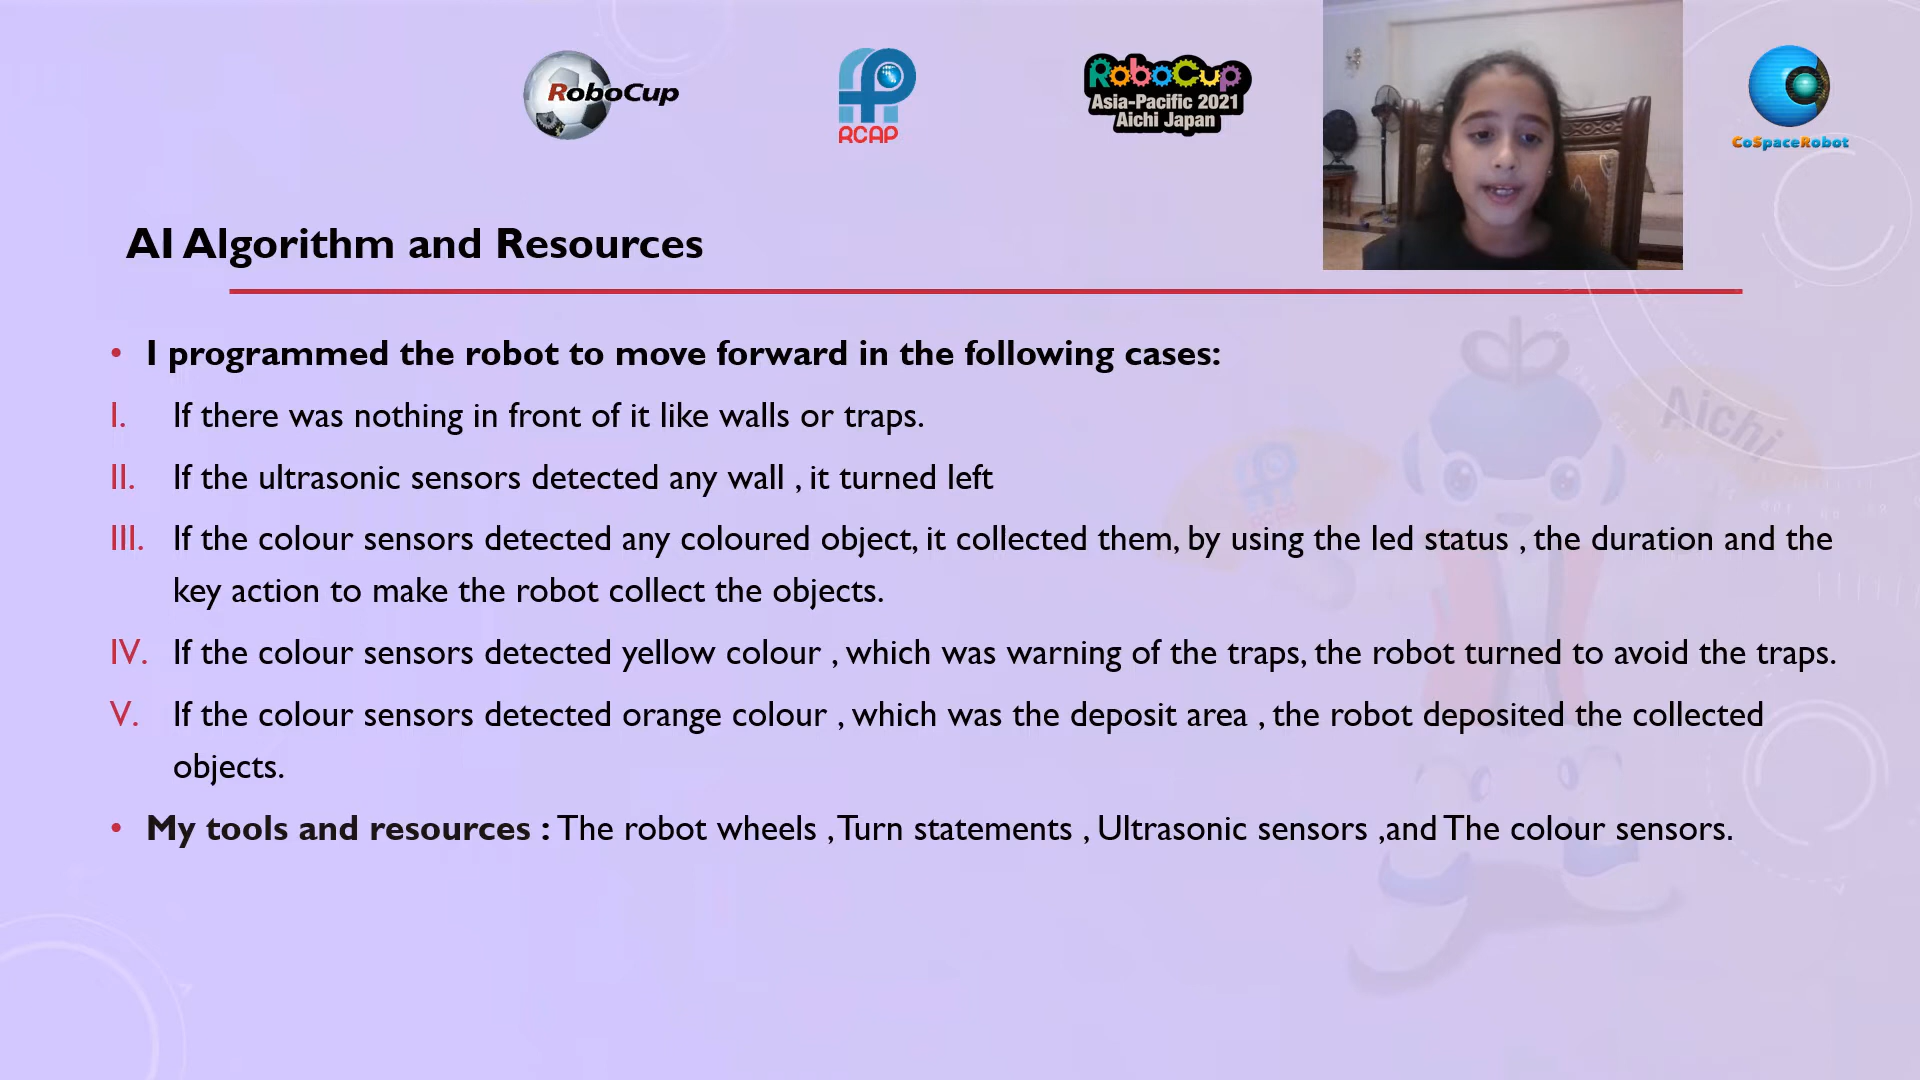 RoboCup
RCAP
RoboCup
Asia-Pacific 2021
Aichi Japan
CoSpaceRobot
AI Algorithm and Resources
• I programmed the robot to move forward in the following cases:
I. If there was nothing in front of it like walls or traps.
II. If the ultrasonic sensors detected any wall , it turned left
III. If the colour sensors detected any coloured object, it collected them, by using the led status , the duration and the
key action to make the robot collect the objects.
IV. If the colour sensors detected yellow colour , which was warning of the traps, the robot turned to avoid the traps.
V. If the colour sensors detected orange colour , which was the deposit area , the robot deposited the collected
objects.
• My tools and resources : The robot wheels , Turn statements , Ultrasonic sensors ,and The colour sensors.
Aichi
RCAP